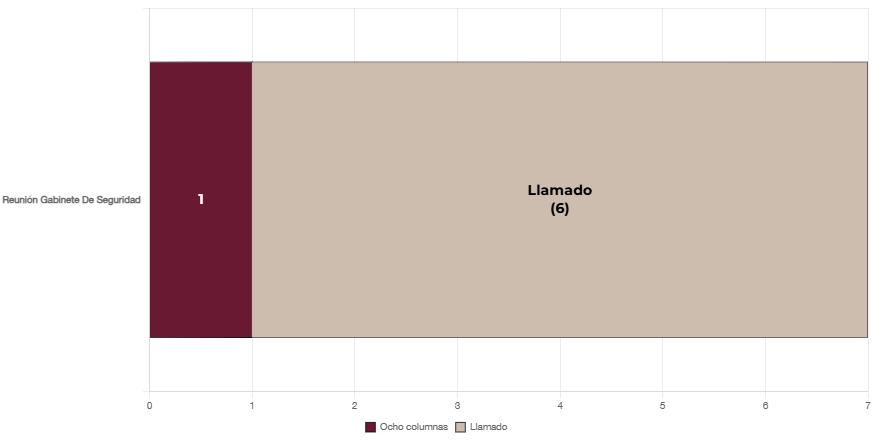 Reunión Gabinete De Seguridad
1
Llamado
(6)
0 1 2 3 4 5 6 7
Ocho columnas Llamado